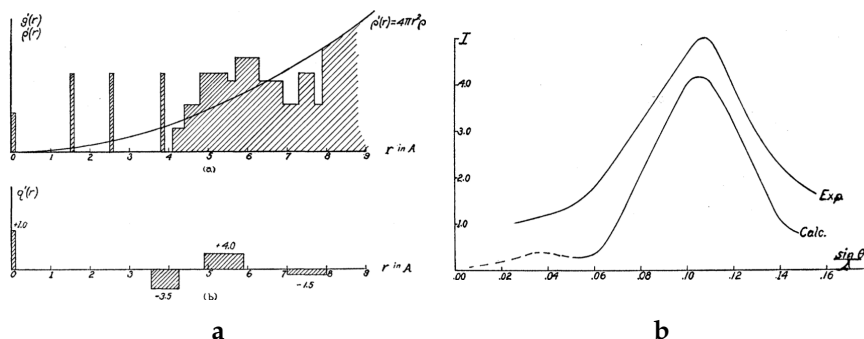 g'(r)
ρ'(r)
ρ'(r)=4πr²ρ
0 1 2 3 4 5 6 7 8 9
r in A
(a)
q'(r)
+1.0
+4.0
0 1 2 3 5 6 7 8 9
r in A
-3.5
(b)
-1.5
a
I
4.0
3.0
2.0
1.0
Exp.
Calc.
.00 .02 .04 .06 .08 .10 .12 .14 .16
b